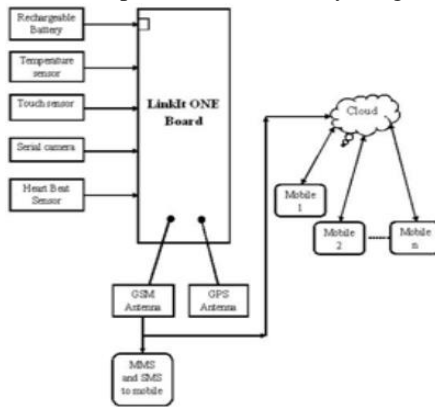 Rechargeable
Battery
Temperature
sensor
Touch sensor
Serial camera
Heart Beat
Sensor
LinkIt ONE
Board
Cloud
Mobile
1
Mobile
2
Mobile
n
GSM
Antenna
GPS
Antenna
MMS
and SMS
to mobile